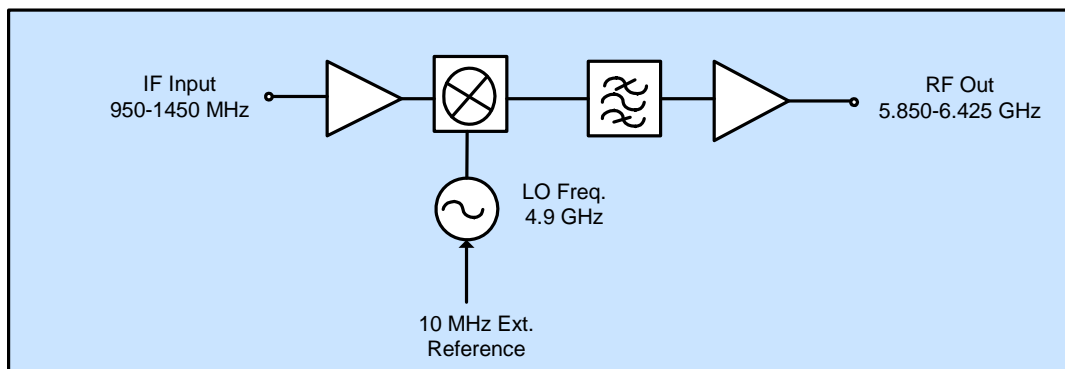 IF Input
950-1450 MHz
RF Out
5.850-6.425 GHz
LO Freq.
4.9 GHz
10 MHz Ext.
Reference